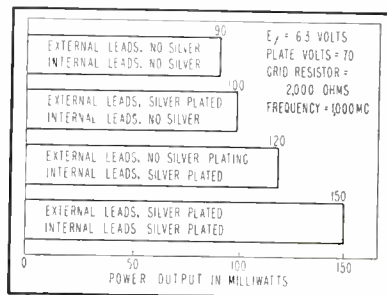 90
EXTERNAL LEADS, NO SILVER
INTERNAL LEADS, NO SILVER
E f = 6.3 VOLTS
PLATE VOLTS = 70
GRID RESISTOR =
2,000 OHMS
FREQUENCY = 1,000 MC
100
EXTERNAL LEADS, SILVER PLATED
INTERNAL LEADS, NO SILVER
120
EXTERNAL LEADS, NO SILVER PLATING
INTERNAL LEADS, SILVER PLATED
150
EXTERNAL LEADS, SILVER PLATED
INTERNAL LEADS SILVER PLATED
0 50 100 150
POWER OUTPUT IN MILLIWATTS